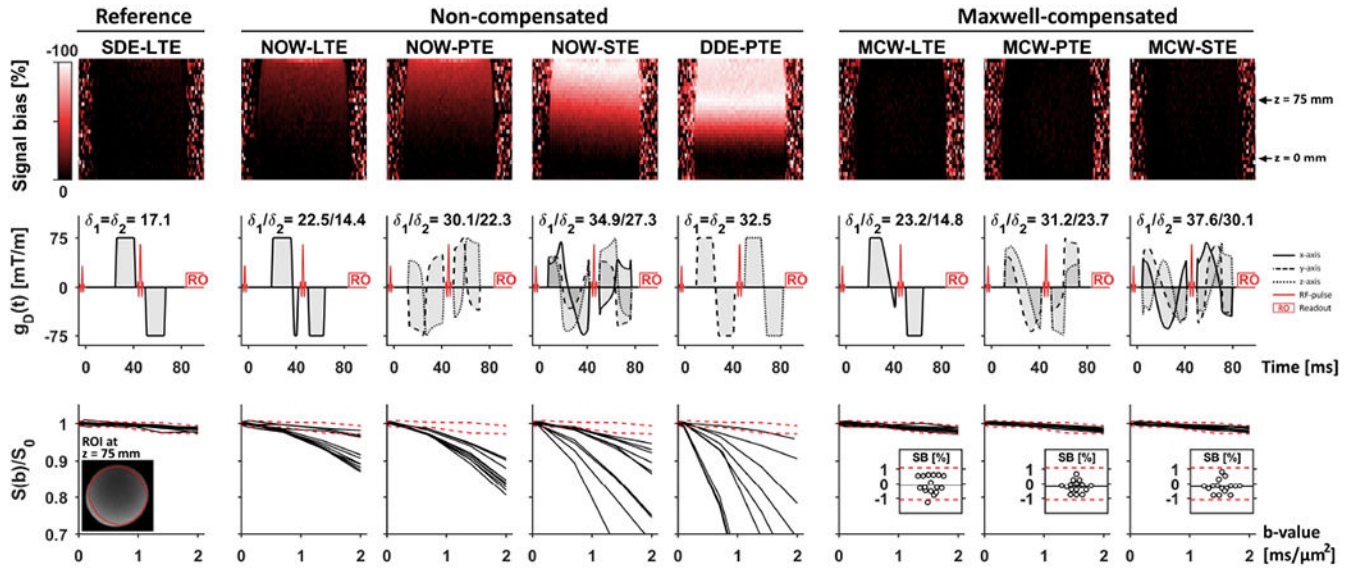 Reference Non-compensated Maxwell-compensated
SDE-LTE NOW-LTE NOW-PTE NOW-STE DDE-PTE MCW-LTE MCW-PTE MCW-STE
Signal bias [%]
-100
0
z = 75 mm
z = 0 mm
δ1=δ2 = 17.1 δ1/δ2= 22.5/14.4 δ1/δ2= 30.1/22.3 δ1/δ2= 34.9/27.3 δ1=δ2= 32.5 δ1/δ2= 23.2/14.8 δ1/δ2= 31.2/23.7 δ1/δ2= 37.6/30.1
gD(t) [mT/m]
75
0
-75
RO RO RO RO RO RO RO RO
x-axis
y-axis
z-axis
RF-pulse
RO Readout
0 40 80 0 40 80 0 40 80 0 40 80 0 40 80 0 40 80 0 40 80 0 40 80 Time [ms]
S(b)/S0
1
0.9
0.8
0.7
ROI at
z = 75 mm
SB [%] SB [%] SB [%]
1 1 1
0 0 0
-1 -1 -1
0 1 2 0 1 2 0 1 2 0 1 2 0 1 2 0 1 2 0 1 2 0 1 2
b-value
[ms/μm²]